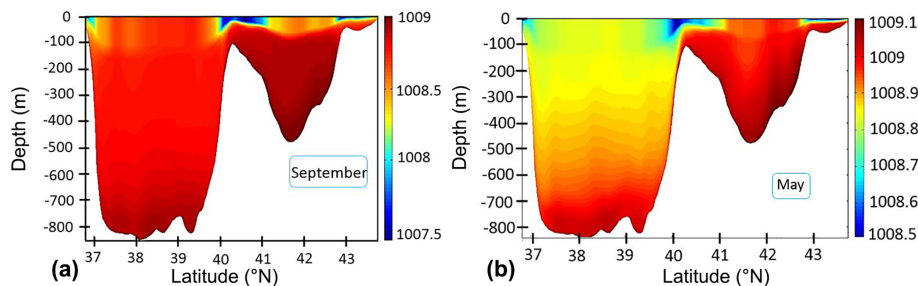 0
-100
-200
-300
-400
-500
-600
-700
-800
Depth (m)
37 38 39 40 41 42 43
Latitude (°N)
September
(a)
1009
1008.5
1008
1007.5
0
-100
-200
-300
-400
-500
-600
-700
-800
Depth (m)
37 38 39 40 41 42 43
Latitude (°N)
May
(b)
1009.1
1009
1008.9
1008.8
1008.7
1008.6
1008.5